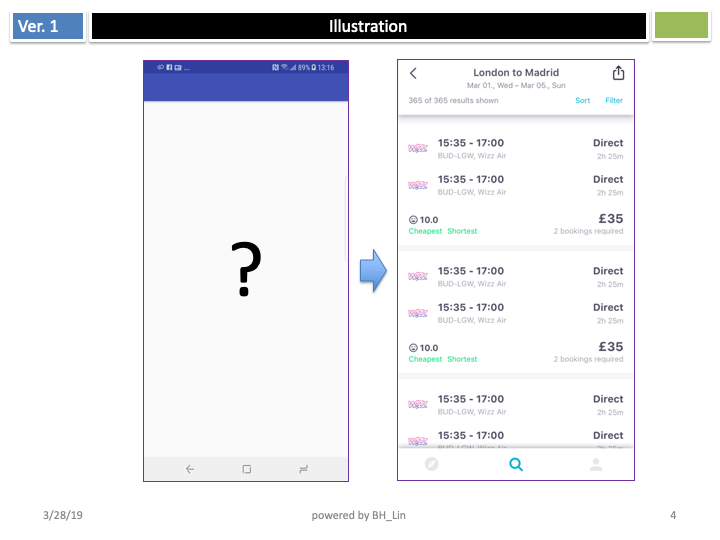 Ver. 1
Illustration
89% 13:16
?
London to Madrid
Mar 01., Wed – Mar 05., Sun
365 of 365 results shown
Sort Filter
15:35 - 17:00 Direct
BUD-LGW, Wizz Air 2h 25m
15:35 - 17:00 Direct
BUD-LGW, Wizz Air 2h 25m
10.0 £35
Cheapest Shortest 2 bookings required
15:35 - 17:00 Direct
BUD-LGW, Wizz Air 2h 25m
15:35 - 17:00 Direct
BUD-LGW, Wizz Air 2h 25m
10.0 £35
Cheapest Shortest 2 bookings required
15:35 - 17:00 Direct
BUD-LGW, Wizz Air 2h 25m
15:35 - 17:00 Direct
3/28/19 powered by BH_Lin 4